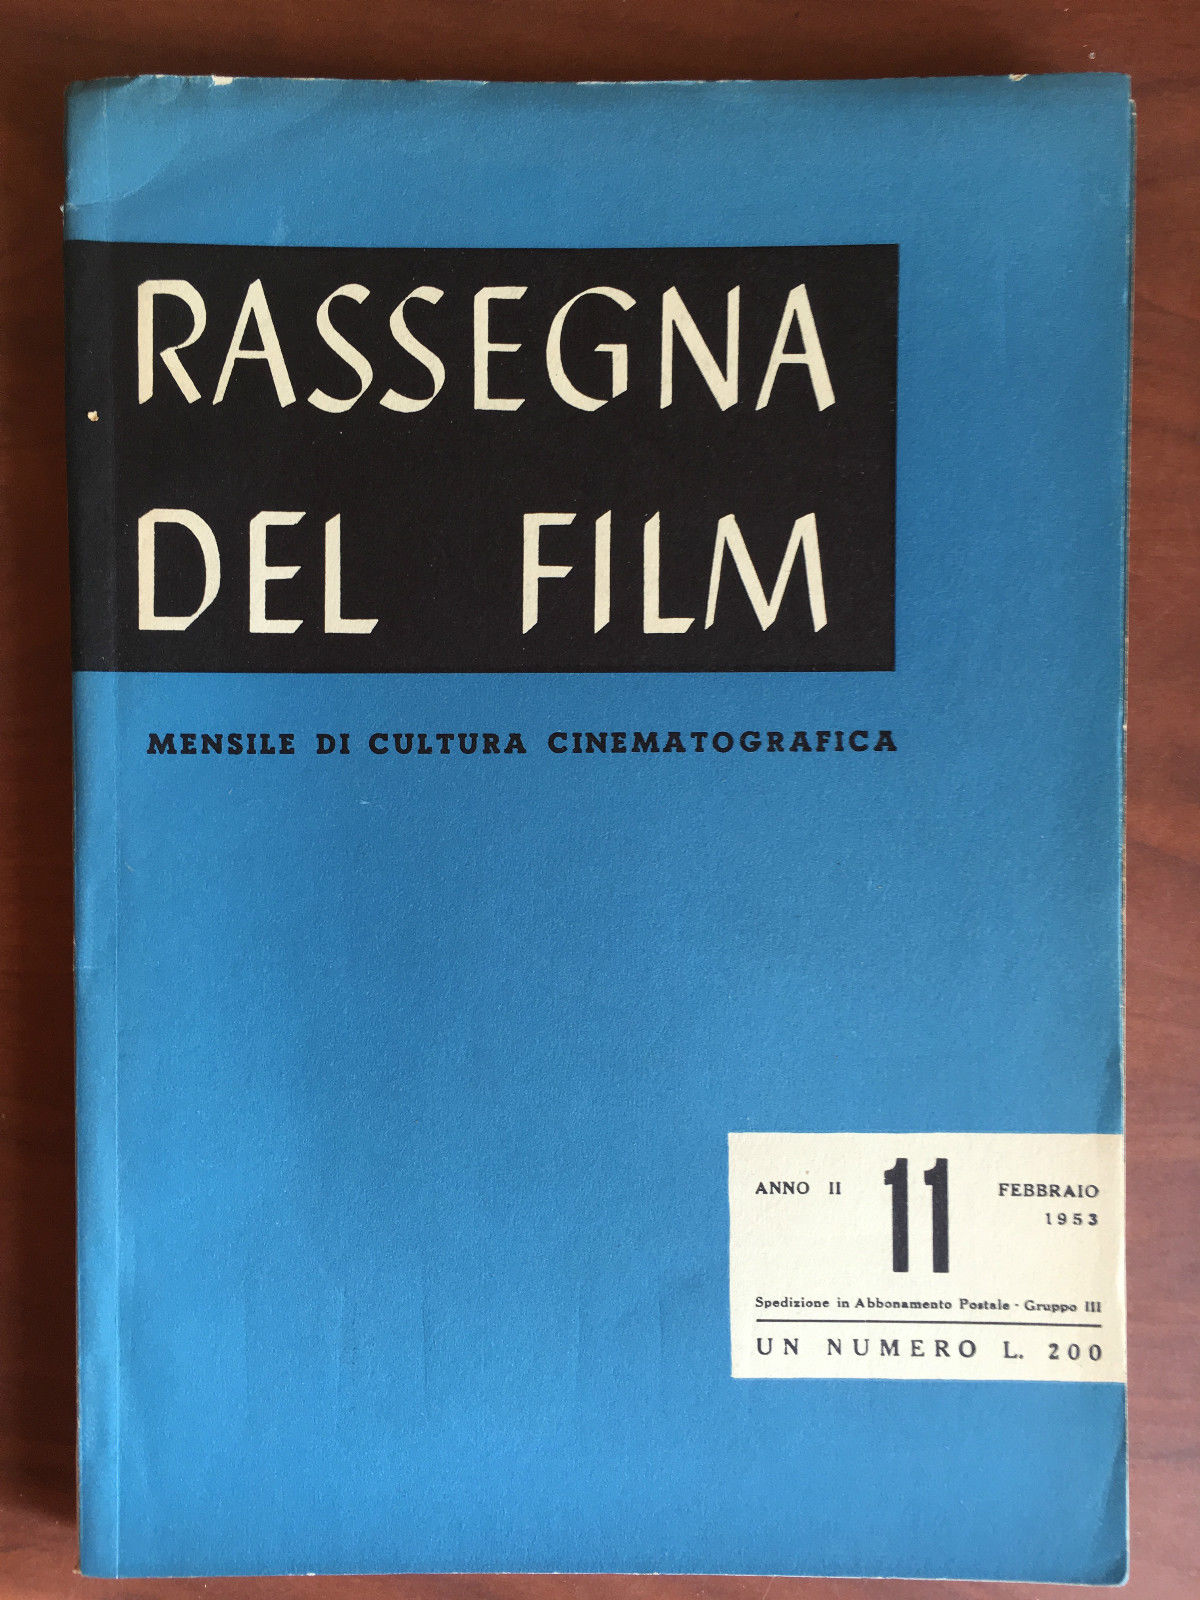 RASSEGNA
DEL FILM
MENSILE DI CULTURA CINEMATOGRAFICA
ANNO II 11 FEBBRAIO
1953
Spedizione in Abbonamento Postale - Gruppo III
UN NUMERO L. 200